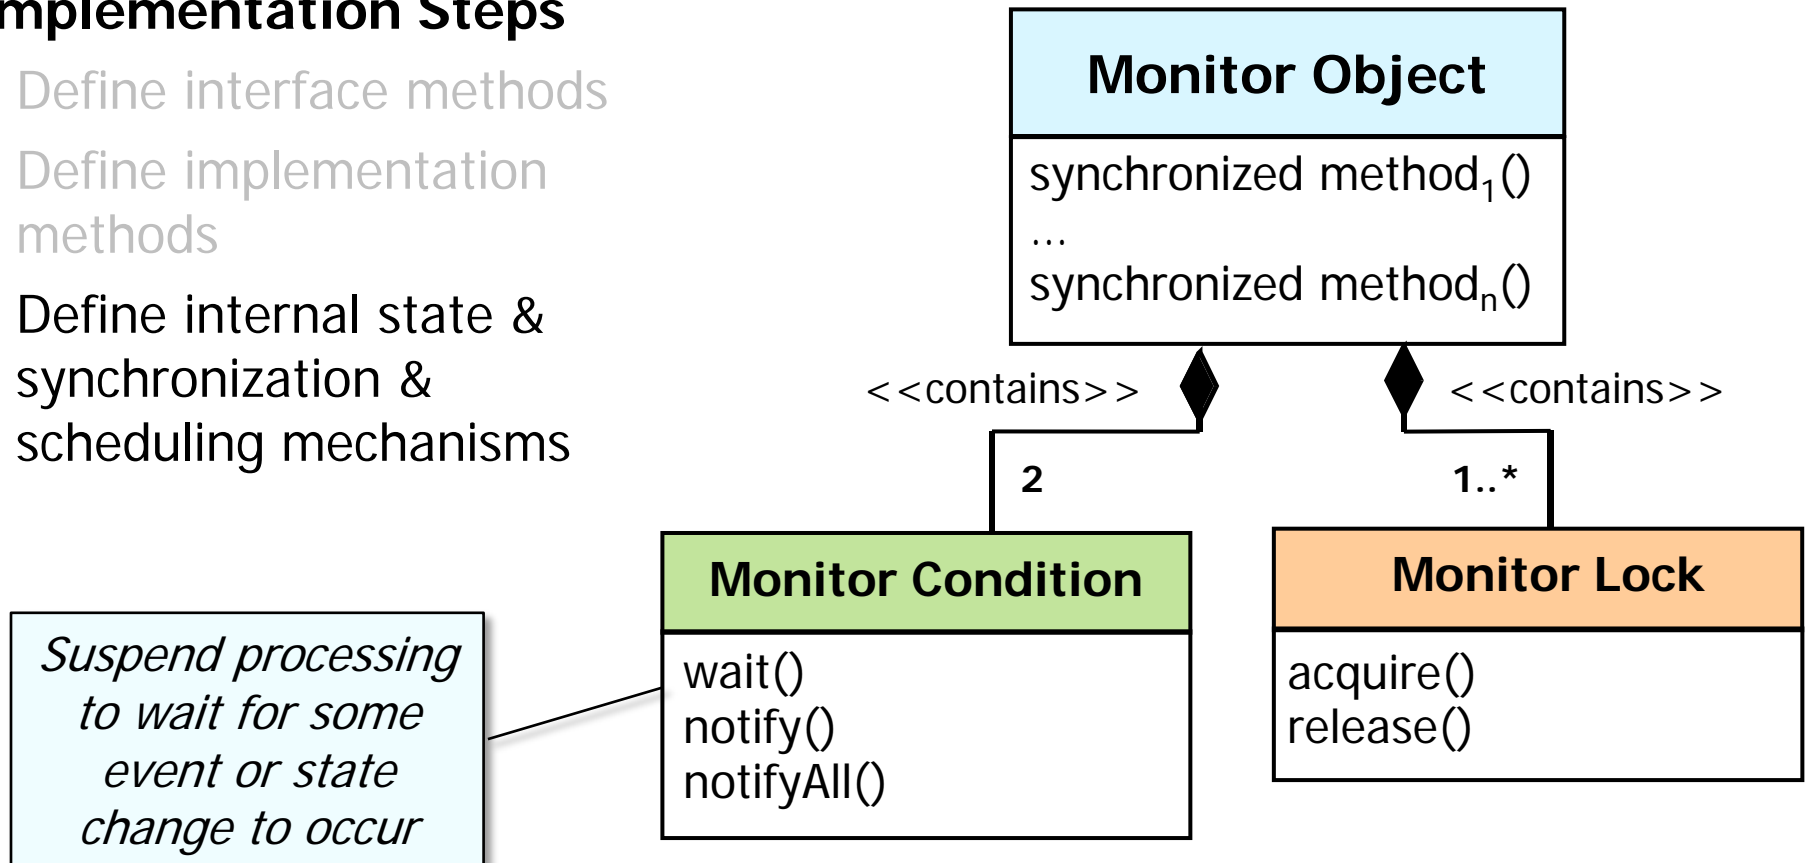 mplementation Steps
Define interface methods
Define implementation
methods
Define internal state &
synchronization &
scheduling mechanisms
Monitor Object
synchronized method1()
...
synchronized methodn()
<<contains>>
<<contains>>
2
1..*
Monitor Condition
wait()
notify()
notifyAll()
Monitor Lock
acquire()
release()
Suspend processing
to wait for some
event or state
change to occur